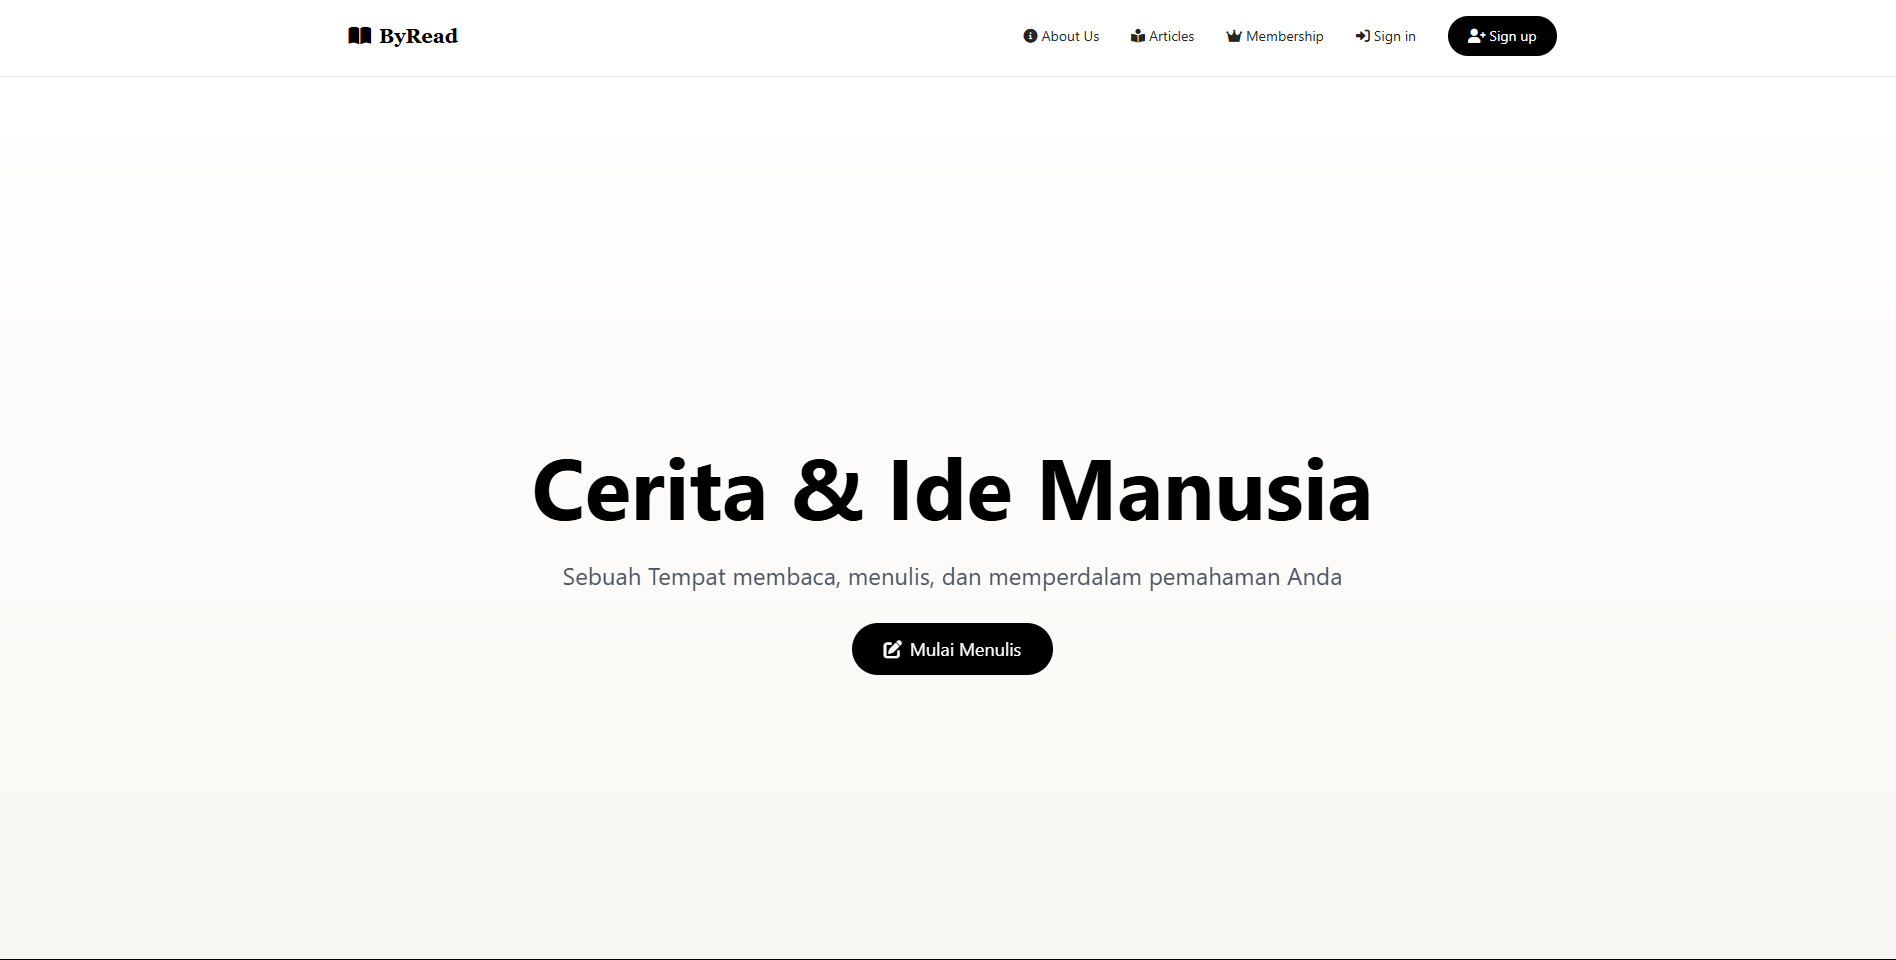 ByRead
About Us Articles Membership Sign in Sign up
Cerita & Ide Manusia
Sebuah Tempat membaca, menulis, dan memperdalam pemahaman Anda
Mulai Menulis